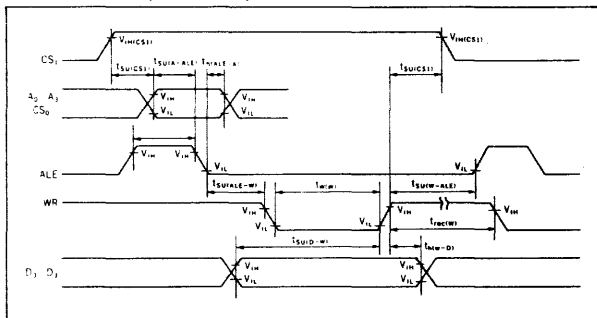 CS1 VIH(CS1) VIH(CS1)
tSU(CS1) tSU(A-ALE) th(ALE-A) tSU(CS1)
A0 A3 VIH VIH
CS0 VIL VIL
ALE VIH VIH VIL VIL
tSU(ALE-W) tW(W) tSU(W-ALE)
WR VIH VIH VIH
VIL VIL trec(W)
tSU(D-W) th(W-D)
VIH VIH
VIL VIL